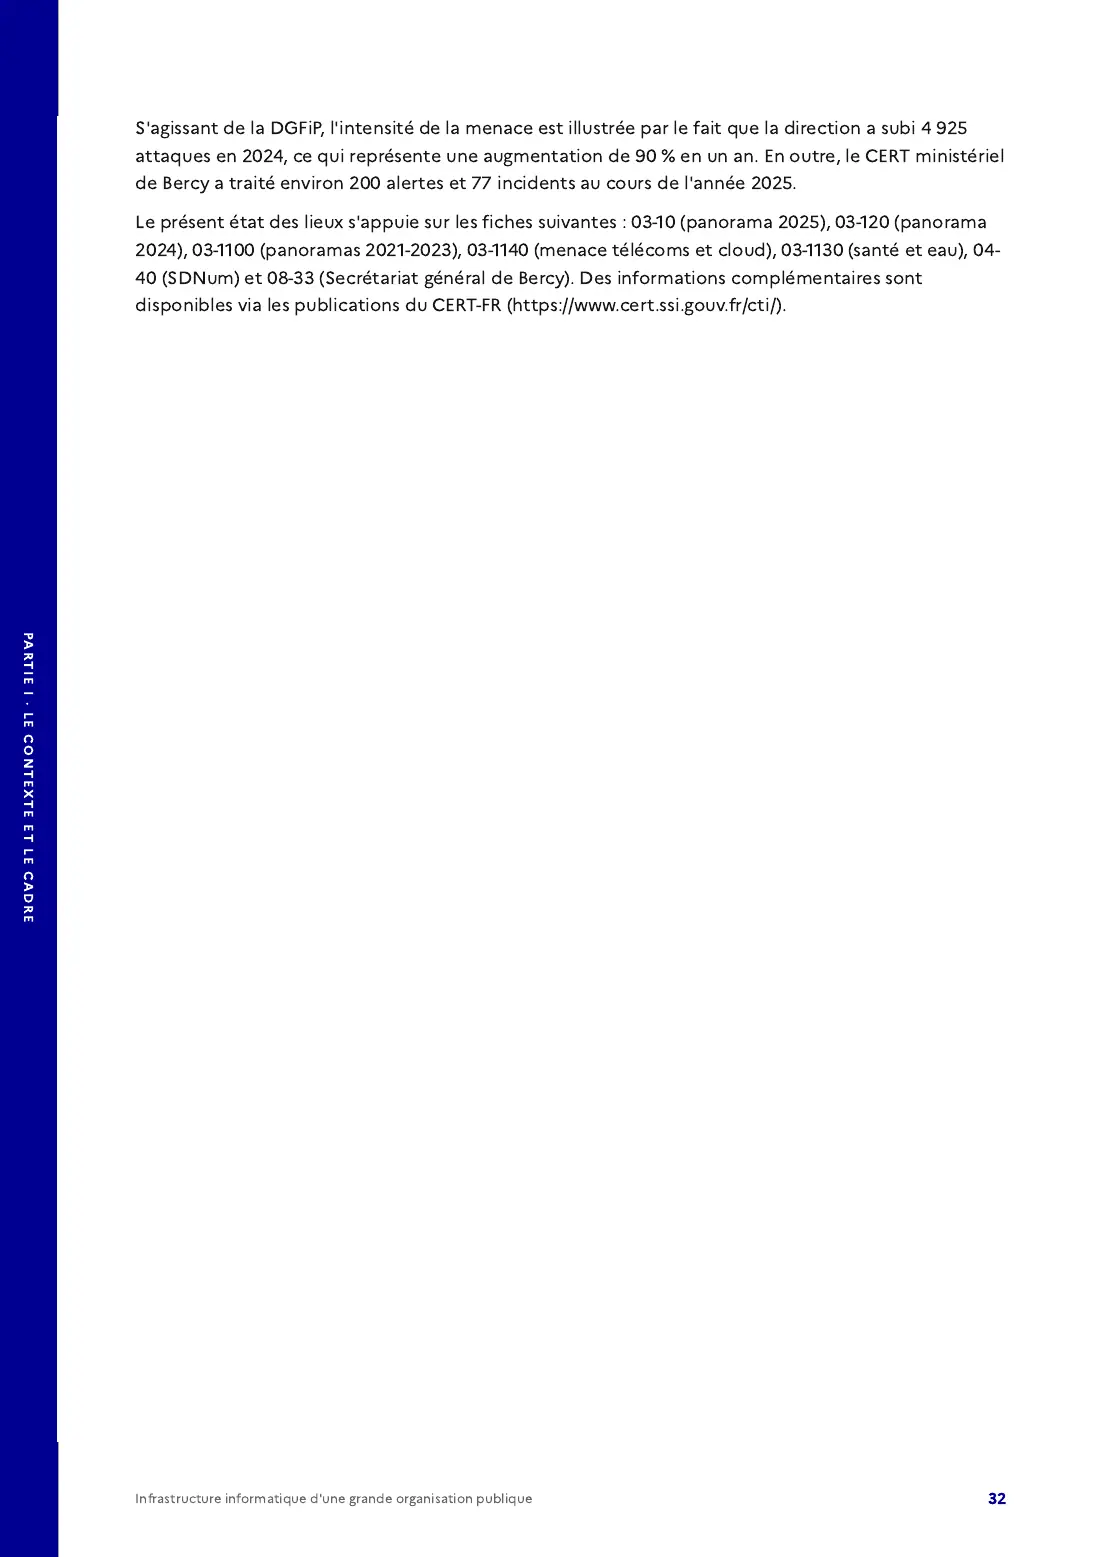 S'agissant de la DGFiP, l'intensité de la menace est illustrée par le fait que la direction a subi 4 925
attaques en 2024, ce qui représente une augmentation de 90 % en un an. En outre, le CERT ministériel
de Bercy a traité environ 200 alertes et 77 incidents au cours de l'année 2025.
Le présent état des lieux s'appuie sur les fiches suivantes : 03-10 (panorama 2025), 03-120 (panorama
2024), 03-1100 (panoramas 2021-2023), 03-1140 (menace télécoms et cloud), 03-1130 (santé et eau), 04-
40 (SDNum) et 08-33 (Secrétariat général de Bercy). Des informations complémentaires sont
disponibles via les publications du CERT-FR (https://www.cert.ssi.gouv.fr/cti/).
PARTIE I · LE CONTEXTE ET LE CADRE
Infrastructure informatique d'une grande organisation publique
32